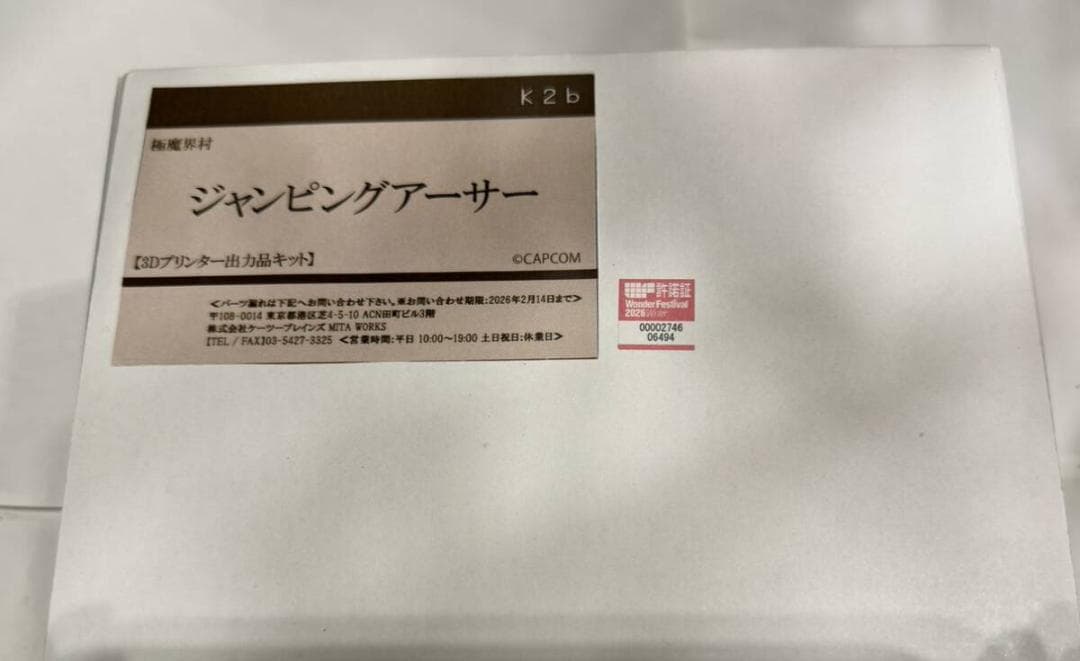 K2b
極魔界村
ジャンピングアーサー
【3Dプリンター出力品キット】
©CAPCOM
<パーツ漏れは下記へお問い合わせ下さい。※お問い合わせ期限:2026年2月14日まで>
〒108-0014 東京都港区芝4-5-10 ACN田町ビル3階
株式会社ケーツーブレインズ MITA WORKS
[TEL / FAX]03-5427-3325 <営業時間:平日 10:00～19:00 土日祝日:休業日>
WF 許諾証
Wonder Festival
2026 Winter
00002746
06494